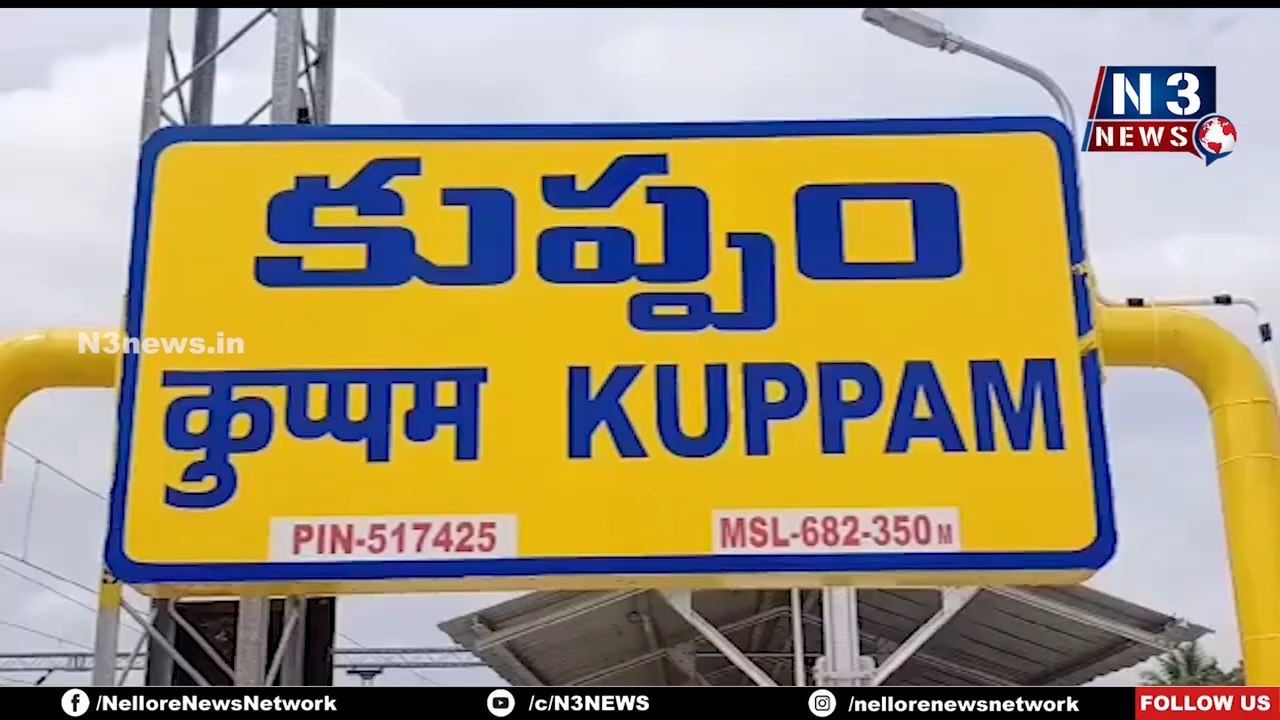 N3
NEWS
కుప్పం
N3news.in
कुप्पम KUPPAM
PIN-517425 MSL-682-350 M
/NelloreNewsNetwork /c/N3NEWS /nellorenewsnetwork FOLLOW US